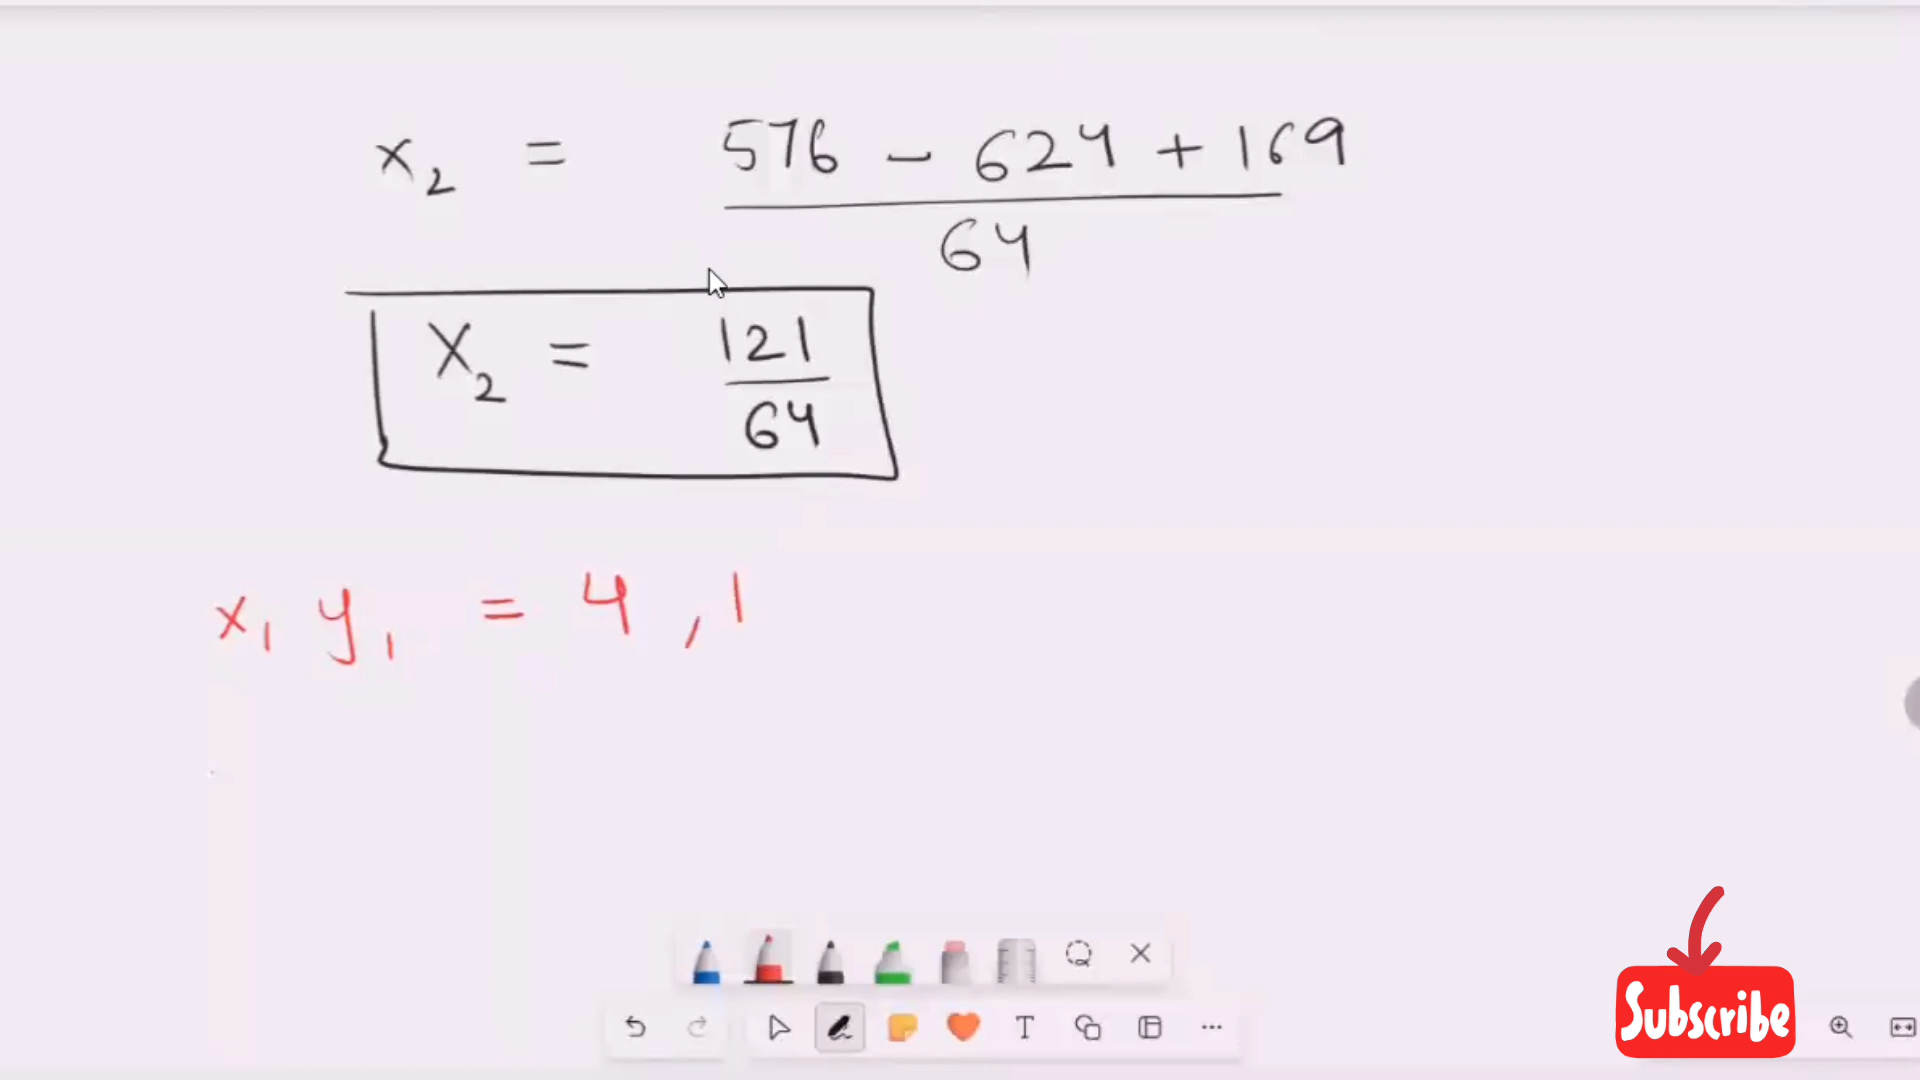 x₂ = 576 - 624 + 169
64
X₂ = 121
64
x₁ y₁ = 4 , 1
T
Subscribe